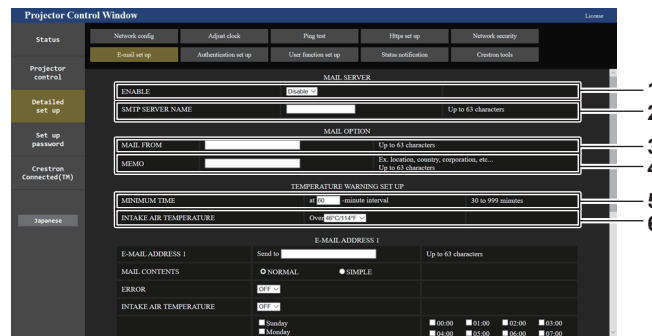 Projector Control Window
License
Status
Network config
Adjust clock
Ping test
Https set up
Network security
E-mail set up
Authentication set up
User function set up
Status notification
Crestron tools
Projector
control
Detailed
set up
Set up
password
Crestron
Connected(TM)
Japanese
MAIL SERVER
ENABLE Disable
1
SMTP SERVER NAME Up to 63 characters
2
MAIL OPTION
MAIL FROM Up to 63 characters
3
MEMO Ex. location, country, corporation, etc...
Up to 63 characters
4
TEMPERATURE WARNING SET UP
MINIMUM TIME at 60 -minute interval 30 to 999 minutes
5
INTAKE AIR TEMPERATURE Over 46°C/114°F
6
E-MAIL ADDRESS 1
E-MAIL ADDRESS 1 Send to Up to 63 characters
MAIL CONTENTS NORMAL SIMPLE
ERROR OFF
INTAKE AIR TEMPERATURE OFF
Sunday 00:00 01:00 02:00 03:00
Monday 04:00 05:00 06:00 07:00